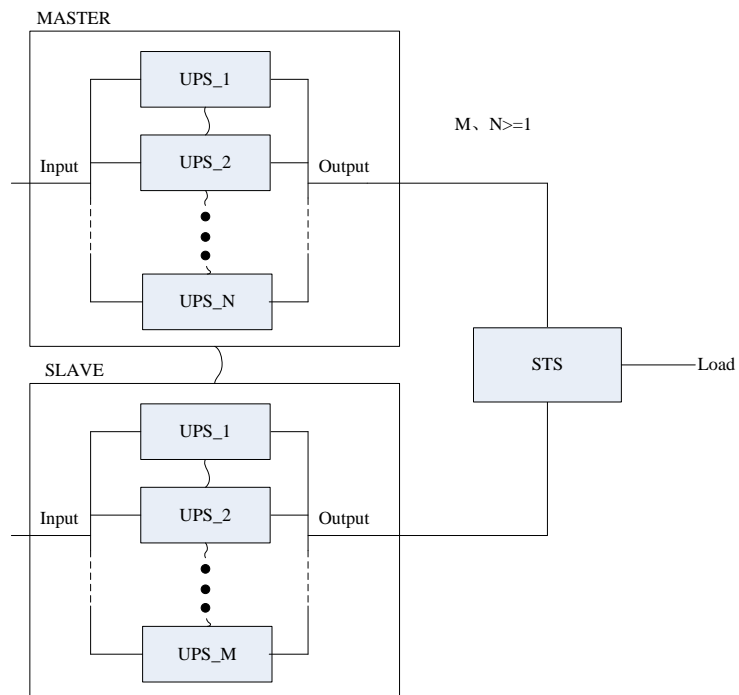 MASTER
UPS_1
M、N>=1
Input
UPS_2
Output
UPS_N
STS
Load
SLAVE
UPS_1
Input
UPS_2
Output
UPS_M